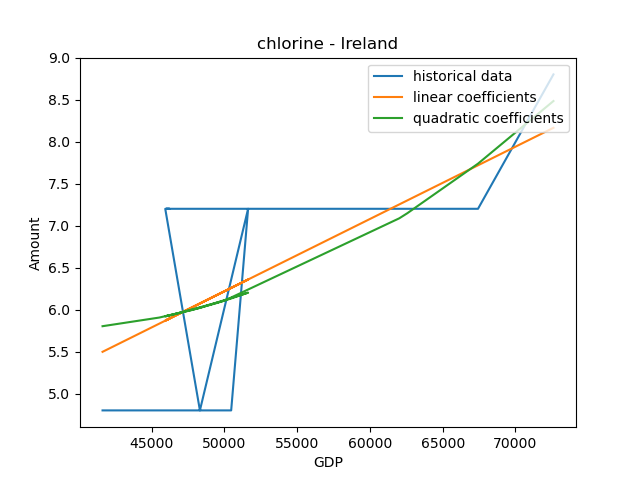 chlorine - Ireland
historical data
linear coefficients
quadratic coefficients
Amount
9.0
8.5
8.0
7.5
7.0
6.5
6.0
5.5
5.0
45000 50000 55000 60000 65000 70000
GDP